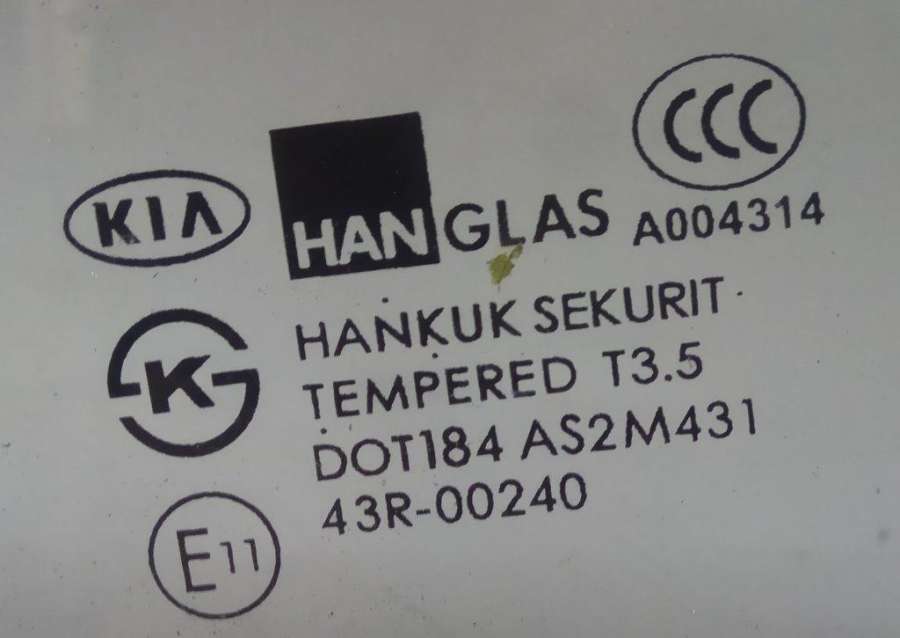 KIA
HANGLAS
CCC
A004314
K
HANKUK SEKURIT
TEMPERED T3.5
DOT184 AS2M431
43R-00240
E11